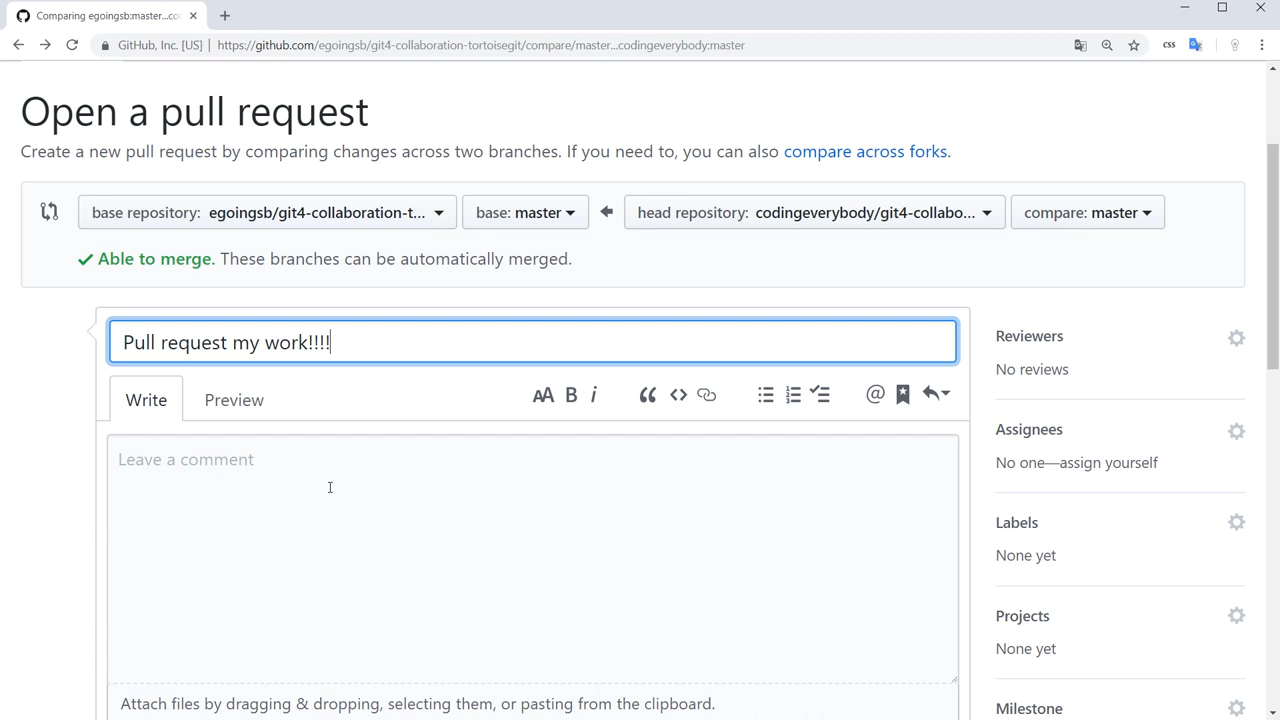 Comparing egoingsb:master...co
GitHub, Inc. [US] | https://github.com/egoingsb/git4-collaboration-tortoisegit/compare/master...codingeverybody:master
CSS
Open a pull request
Create a new pull request by comparing changes across two branches. If you need to, you can also compare across forks.
base repository: egoingsb/git4-collaboration-t... base: master head repository: codingeverybody/git4-collabo... compare: master
Able to merge. These branches can be automatically merged.
Pull request my work!!!!
Write Preview
Leave a comment
Attach files by dragging & dropping, selecting them, or pasting from the clipboard.
Reviewers
No reviews
Assignees
No one—assign yourself
Labels
None yet
Projects
None yet
Milestone